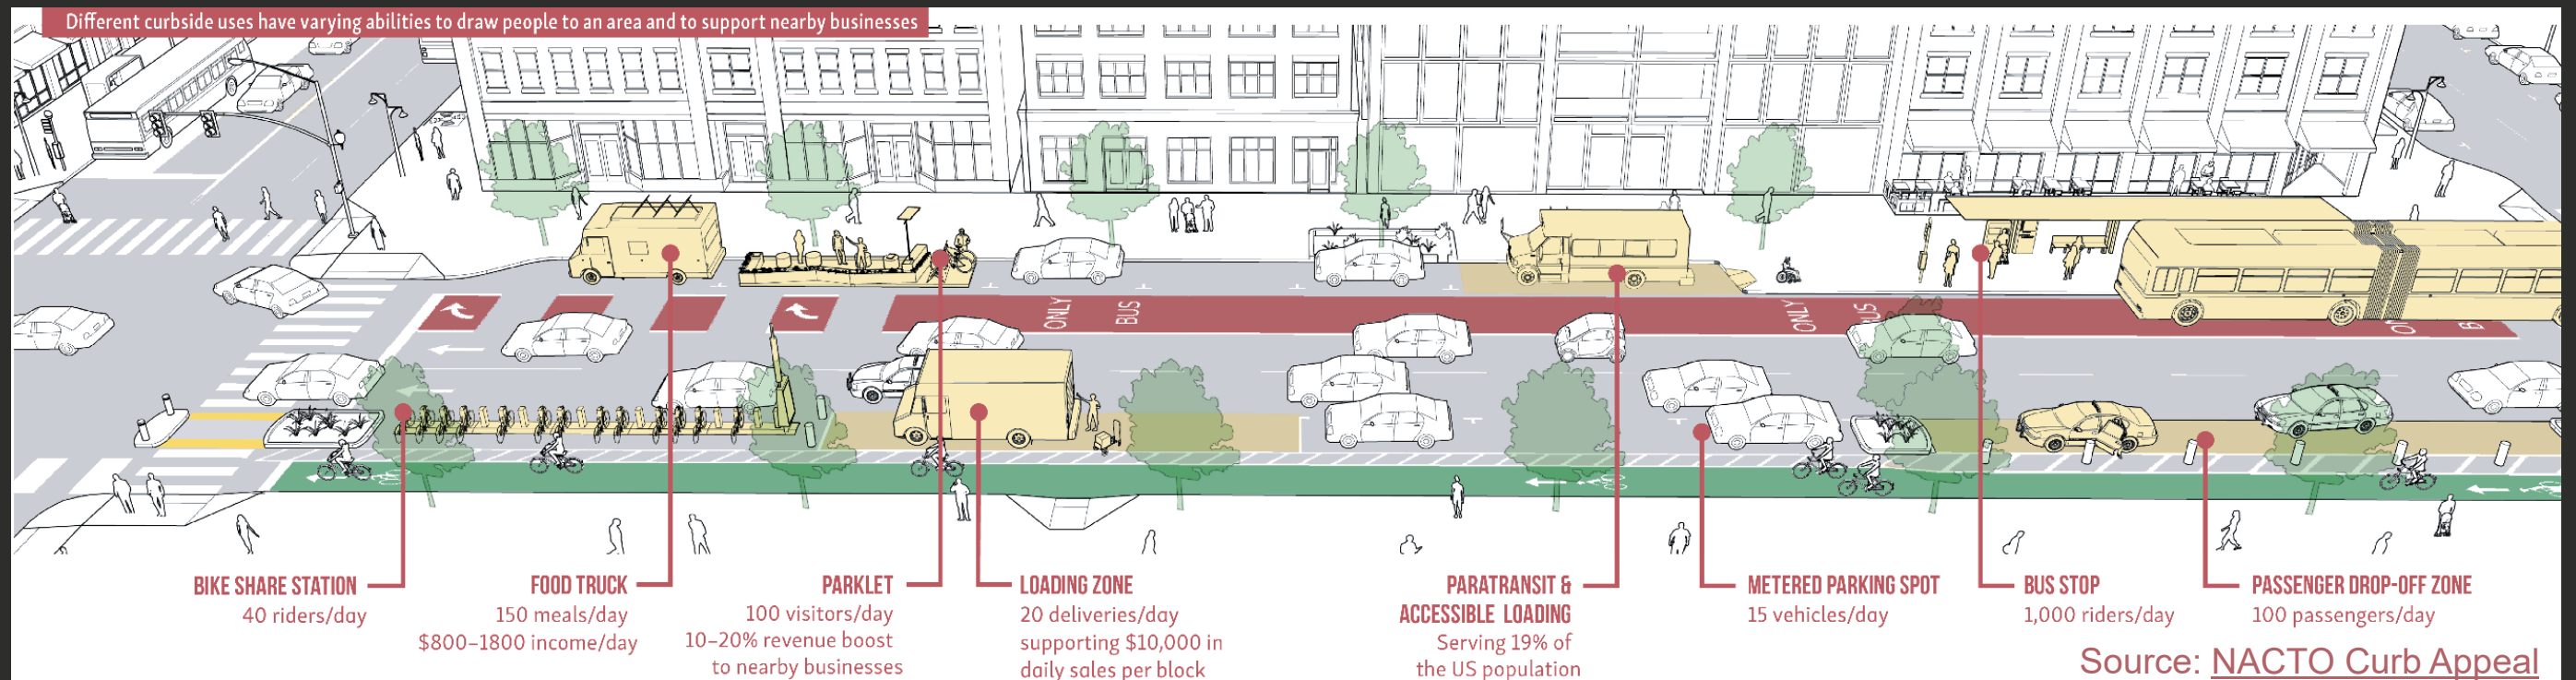 Different curbside uses have varying abilities to draw people to an area and to support nearby businesses
ONLY
BUS
ONLY
BUS
BIKE SHARE STATION
40 riders/day
FOOD TRUCK
150 meals/day
$800–1800 income/day
PARKLET
100 visitors/day
10–20% revenue boost
to nearby businesses
LOADING ZONE
20 deliveries/day
supporting $10,000 in
daily sales per block
PARATRANSIT &
ACCESSIBLE LOADING
Serving 19% of
the US population
METERED PARKING SPOT
15 vehicles/day
BUS STOP
1,000 riders/day
PASSENGER DROP-OFF ZONE
100 passengers/day
Source: NACTO Curb Appeal